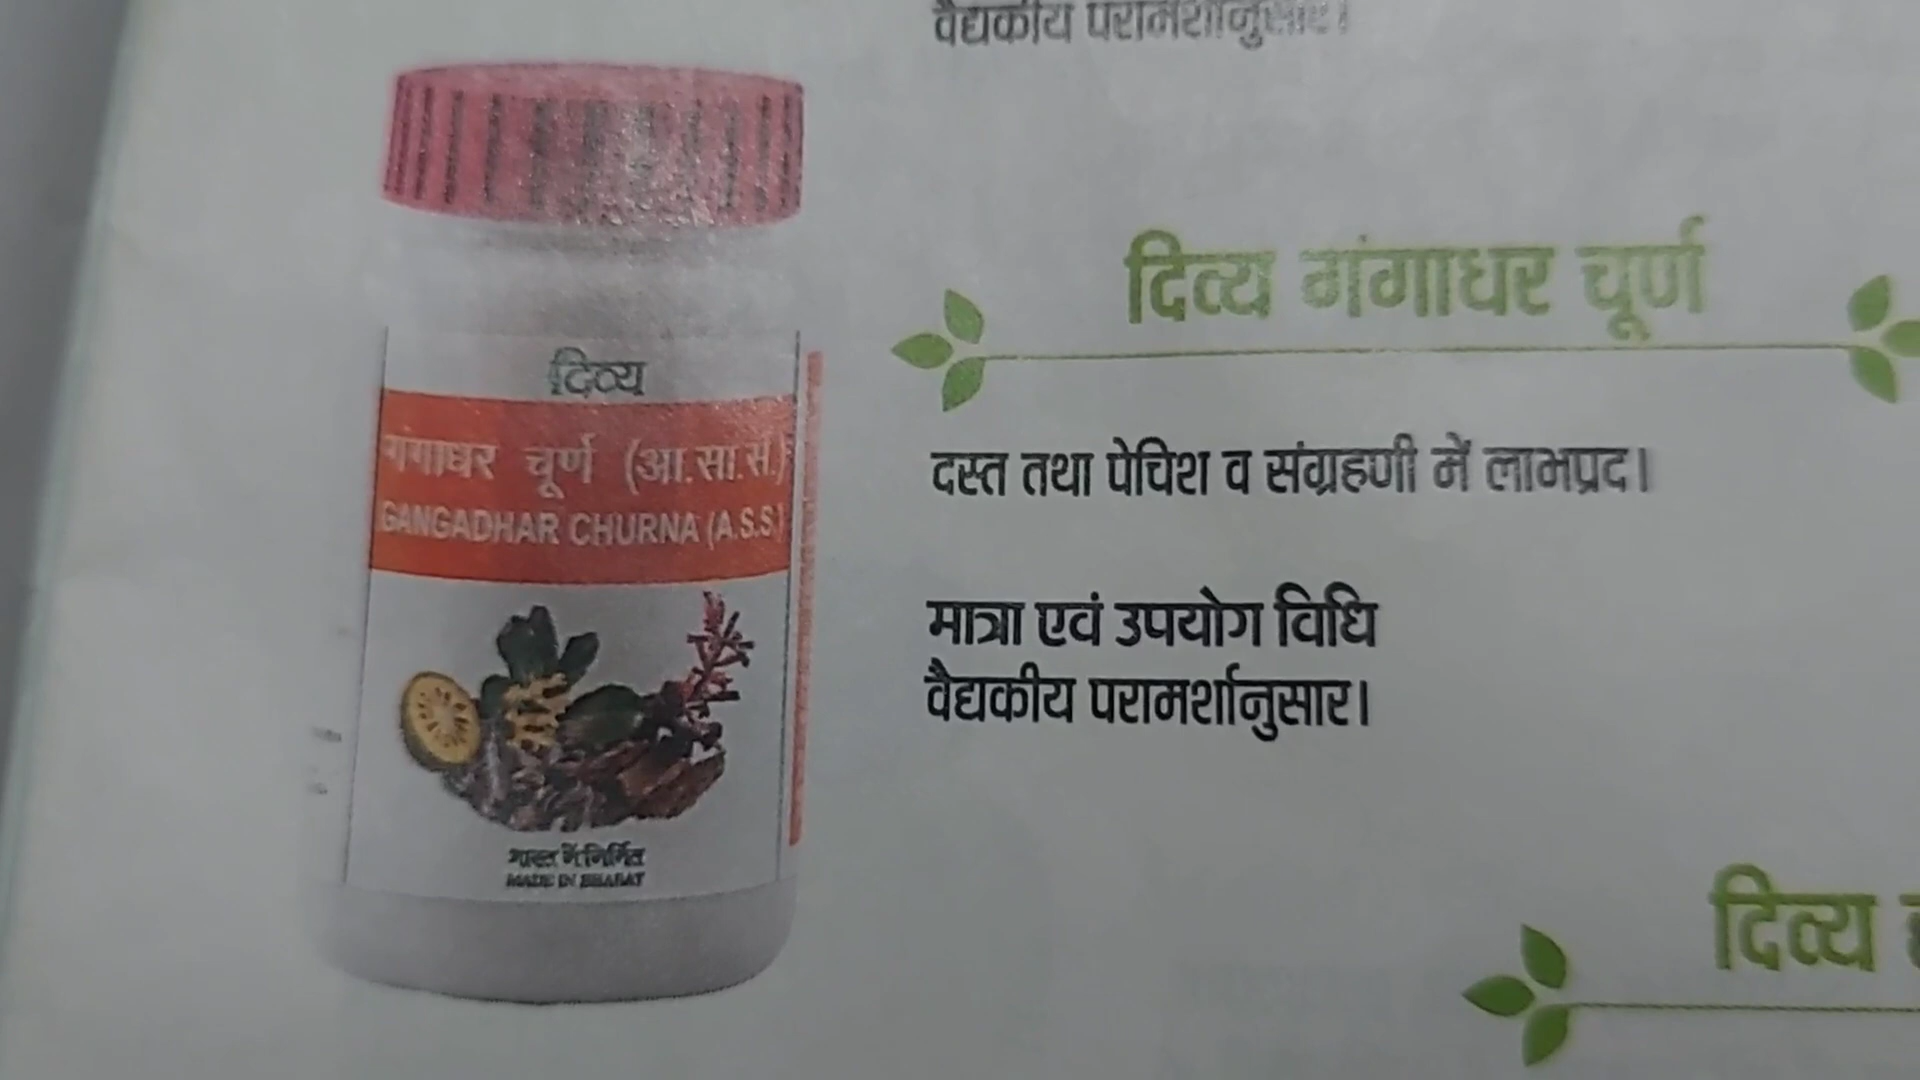 वैद्यकीय परामर्शानुसार।
दिव्य
गंगाधर चूर्ण (आ.सा.सं.)
GANGADHAR CHURNA (A.S.S.)
भारत में निर्मित
MADE IN BHARAT
दिव्य गंगाधर चूर्ण
दस्त तथा पेचिश व संग्रहणी में लाभप्रद।
मात्रा एवं उपयोग विधि
वैद्यकीय परामर्शानुसार।
दिव्य